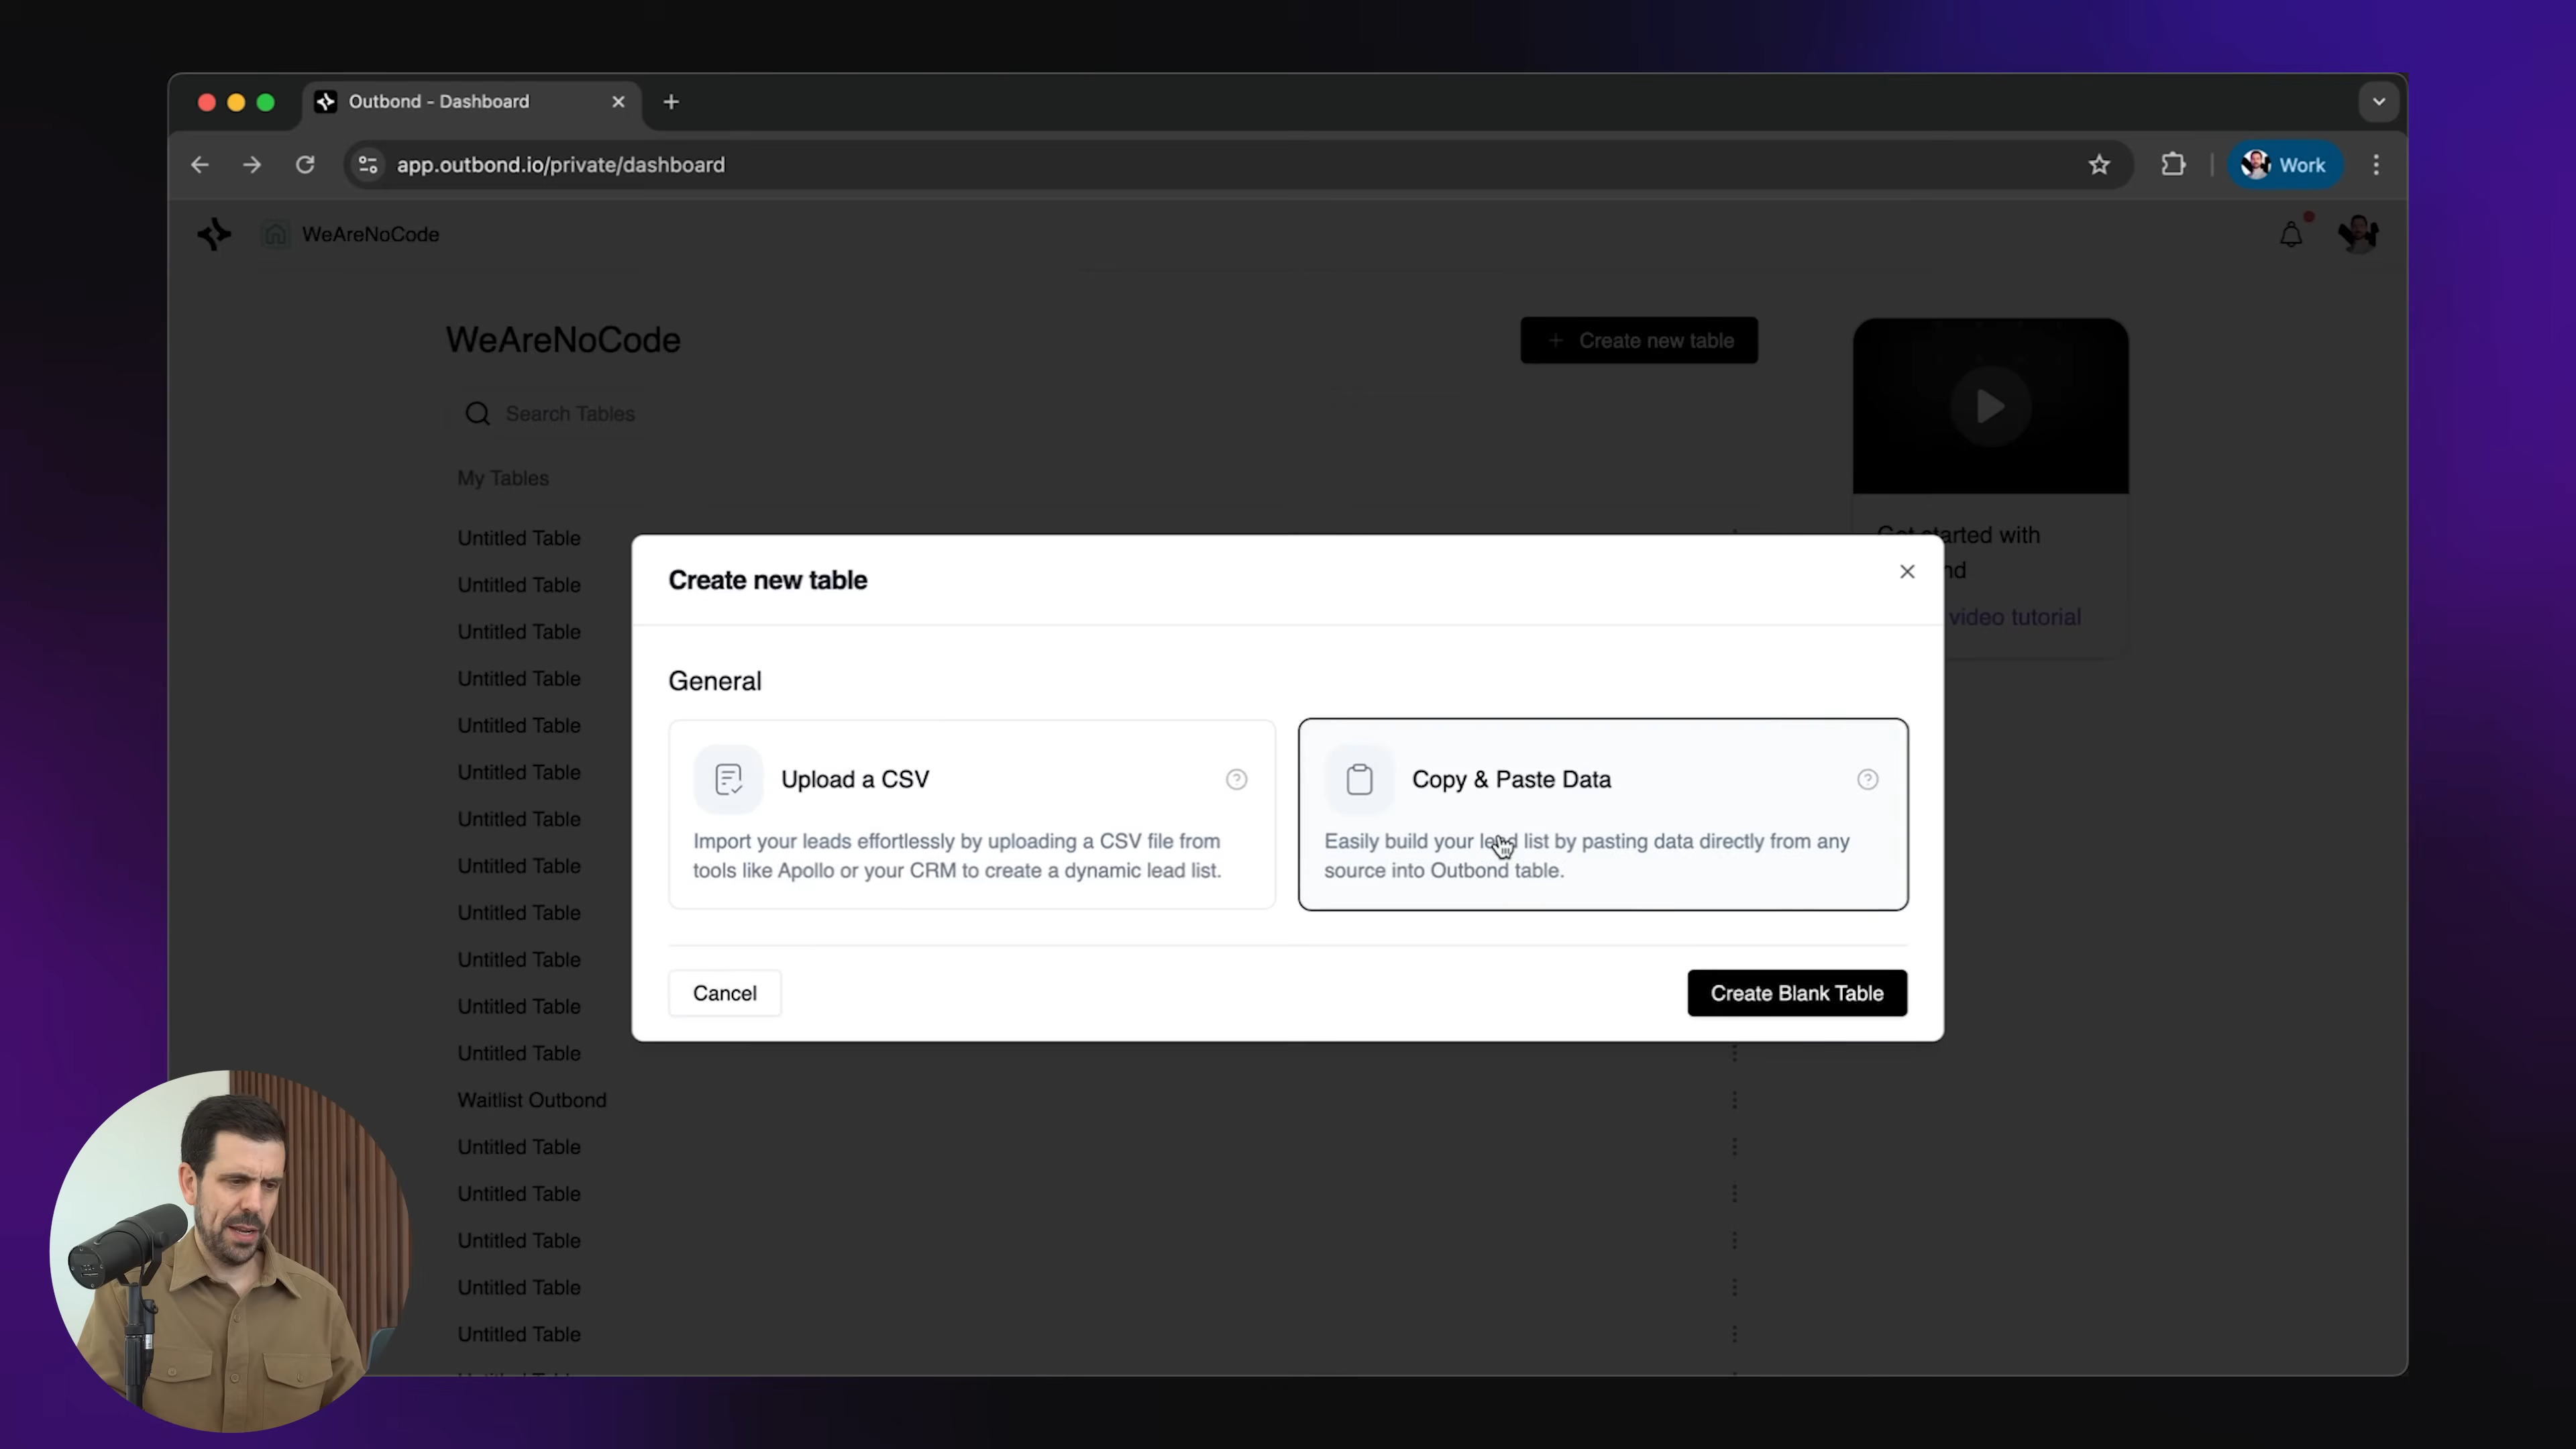 Outbond - Dashboard
app.outbond.io/private/dashboard
Work
WeAreNoCode
WeAreNoCode
Create new table
Search Tables
My Tables
Untitled Table
Untitled Table
Untitled Table
Untitled Table
Untitled Table
Untitled Table
Untitled Table
Untitled Table
Untitled Table
Untitled Table
Untitled Table
Untitled Table
Waitlist Outbond
Untitled Table
Untitled Table
Untitled Table
Untitled Table
Untitled Table
started with
video tutorial
Create new table
General
Upload a CSV
Import your leads effortlessly by uploading a CSV file from
tools like Apollo or your CRM to create a dynamic lead list.
Copy & Paste Data
Easily build your lead list by pasting data directly from any
source into Outbond table.
Cancel
Create Blank Table